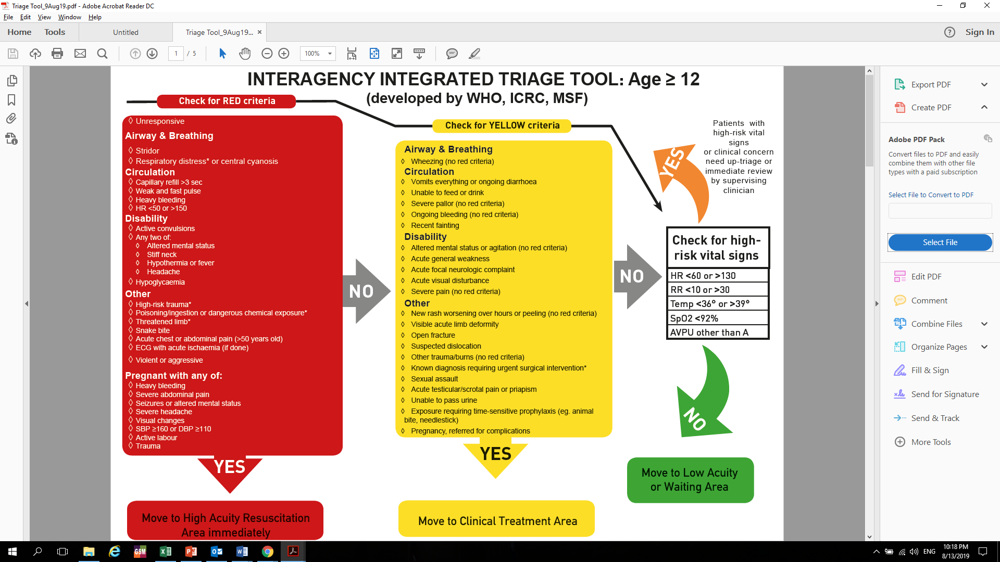 Triage Tool_9Aug19.pdf - Adobe Acrobat Reader DC
File Edit View Window Help
Home Tools Untitled Triage Tool_9Aug19... × Sign In
1 / 5 100%
INTERAGENCY INTEGRATED TRIAGE TOOL: Age ≥ 12
(developed by WHO, ICRC, MSF)
Check for RED criteria
◊ Unresponsive
Airway & Breathing
◊ Stridor
◊ Respiratory distress* or central cyanosis
Circulation
◊ Capillary refill >3 sec
◊ Weak and fast pulse
◊ Heavy bleeding
◊ HR <50 or >150
Disability
◊ Active convulsions
◊ Any two of:
◊ Altered mental status
◊ Stiff neck
◊ Hypothermia or fever
◊ Headache
◊ Hypoglycaemia
Other
◊ High-risk trauma*
◊ Poisoning/ingestion or dangerous chemical exposure*
◊ Threatened limb*
◊ Snake bite
◊ Acute chest or abdominal pain (>50 years old)
◊ ECG with acute ischaemia (if done)
◊ Violent or aggressive
Pregnant with any of:
◊ Heavy bleeding
◊ Severe abdominal pain
◊ Seizures or altered mental status
◊ Severe headache
◊ Visual changes
◊ SBP ≥160 or DBP ≥110
◊ Active labour
◊ Trauma
YES
Move to High Acuity Resuscitation
Area immediately
NO
Check for YELLOW criteria
Airway & Breathing
◊ Wheezing (no red criteria)
Circulation
◊ Vomits everything or ongoing diarrhoea
◊ Unable to feed or drink
◊ Severe pallor (no red criteria)
◊ Ongoing bleeding (no red criteria)
◊ Recent fainting
Disability
◊ Altered mental status or agitation (no red criteria)
◊ Acute general weakness
◊ Acute focal neurologic complaint
◊ Acute visual disturbance
◊ Severe pain (no red criteria)
Other
◊ New rash worsening over hours or peeling (no red criteria)
◊ Visible acute limb deformity
◊ Open fracture
◊ Suspected dislocation
◊ Other trauma/burns (no red criteria)
◊ Known diagnosis requiring urgent surgical intervention*
◊ Sexual assault
◊ Acute testicular/scrotal pain or priapism
◊ Unable to pass urine
◊ Exposure requiring time-sensitive prophylaxis (eg. animal
bite, needlestick)
◊ Pregnancy, referred for complications
YES
Move to Clinical Treatment Area
NO
Patients with
high-risk vital
signs
or clinical concern
need up-triage or
immediate review
by supervising
clinician
YES
Check for high-
risk vital signs
HR <60 or >130
RR <10 or >30
Temp <36° or >39°
SpO2 <92%
AVPU other than A
NO
Move to Low Acuity
or Waiting Area
Export PDF
Create PDF
Adobe PDF Pack
Convert files to PDF and easily
combine them with other file
types with a paid subscription
Select File to Convert to PDF
Select File
Edit PDF
Comment
Combine Files
Organize Pages
Fill & Sign
Send for Signature
Send & Track
More Tools
GSM
ENG
10:18 PM
8/13/2019